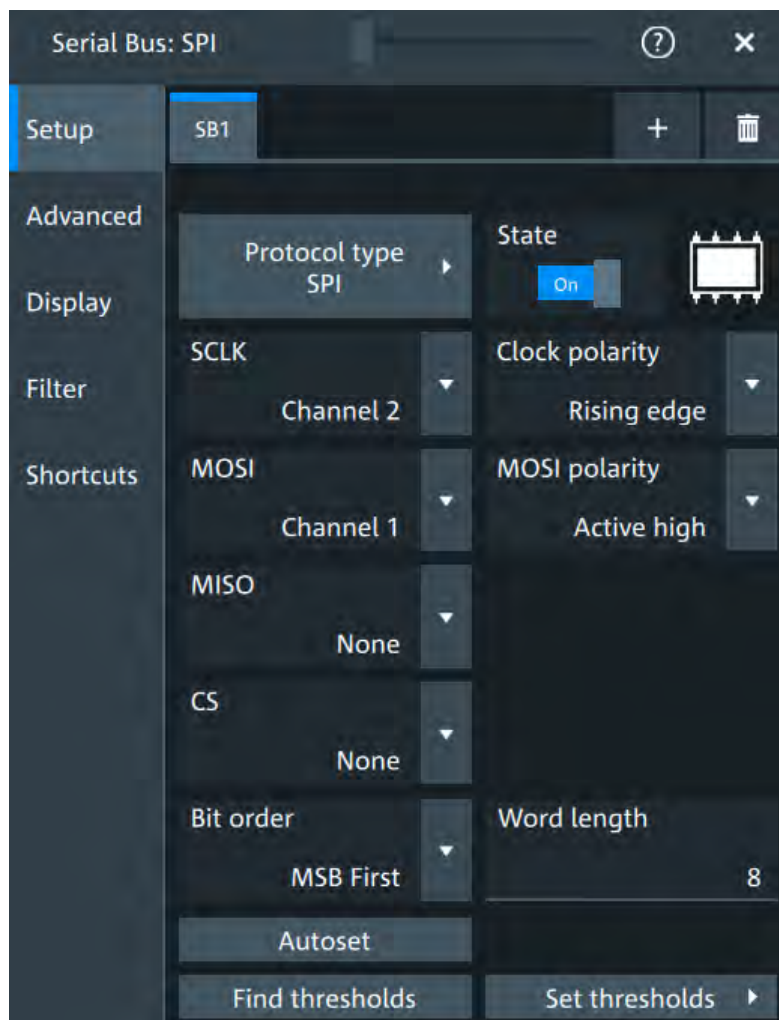 Serial Bus: SPI
?
Setup
SB1
+
Advanced
Protocol type
SPI
State
On
Display
SCLK
Channel 2
Clock polarity
Rising edge
Filter
MOSI
Channel 1
MOSI polarity
Active high
Shortcuts
MISO
None
CS
None
Bit order
MSB First
Word length
8
Autoset
Find thresholds
Set thresholds